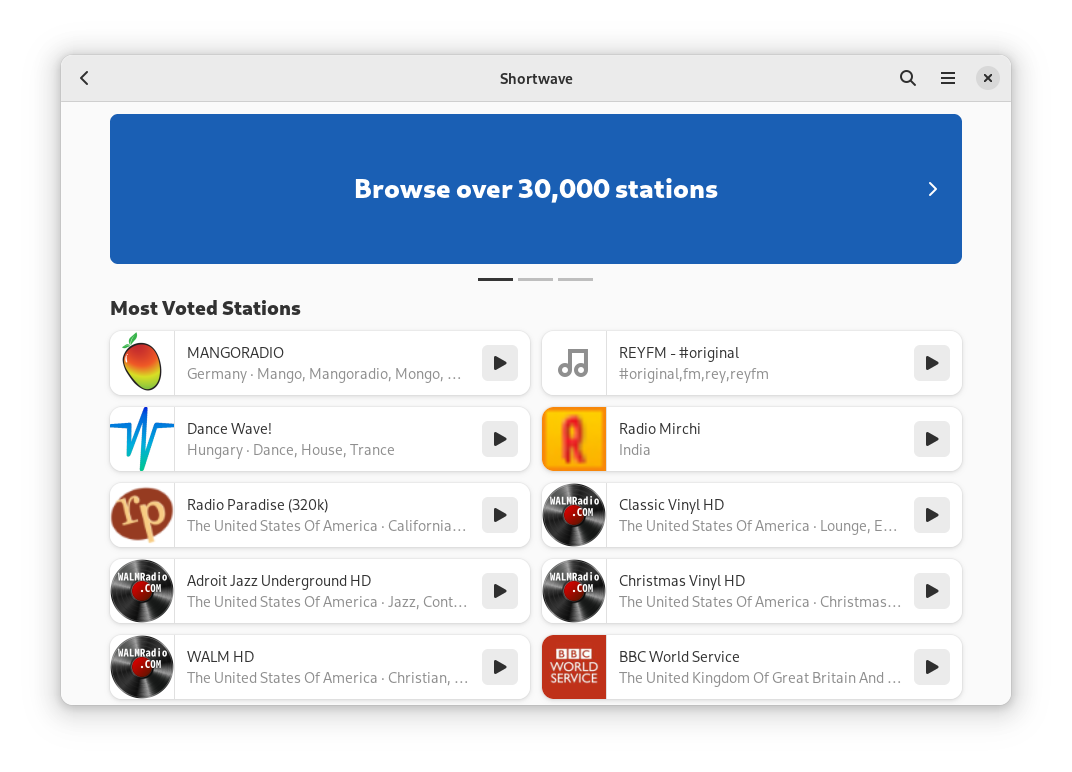 Shortwave
Browse over 30,000 stations
Most Voted Stations
MANGORADIO
Germany · Mango, Mangoradio, Mongo, …
REYFM - #original
#original,fm,rey,reyfm
Dance Wave!
Hungary · Dance, House, Trance
R
Radio Mirchi
India
rp
Radio Paradise (320k)
The United States Of America · California…
WALMRadio
.COM
Classic Vinyl HD
The United States Of America · Lounge, E…
WALMRadio
.COM
Adroit Jazz Underground HD
The United States Of America · Jazz, Cont…
WALMRadio
.COM
Christmas Vinyl HD
The United States Of America · Christmas…
WALMRadio
.COM
WALM HD
The United States Of America · Christian, …
BBC
WORLD
SERVICE
BBC World Service
The United Kingdom Of Great Britain And …